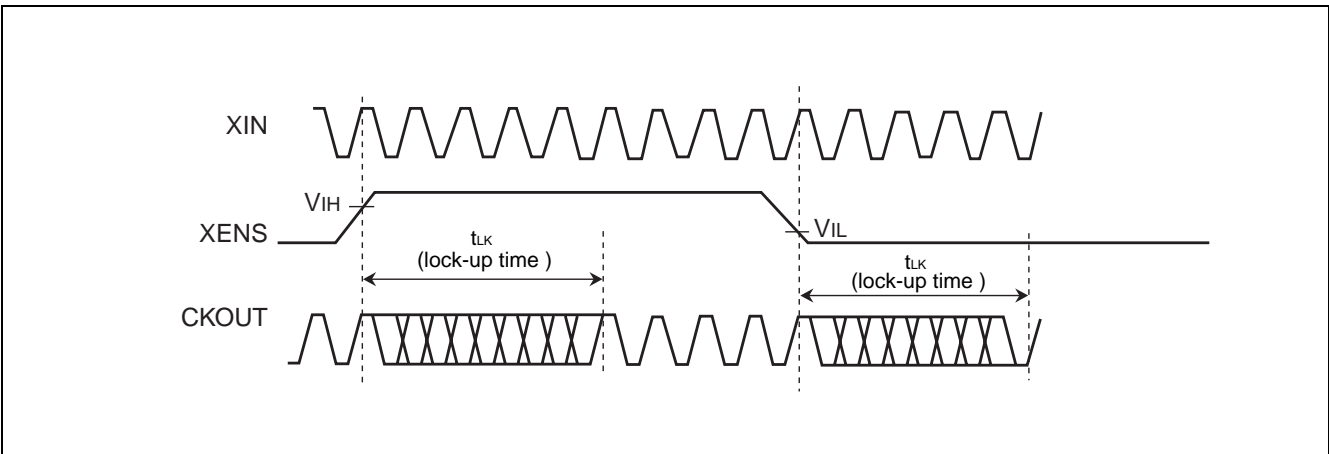 XIN
VIH
XENS
VIL
tLK
(lock-up time )
tLK
(lock-up time )
CKOUT